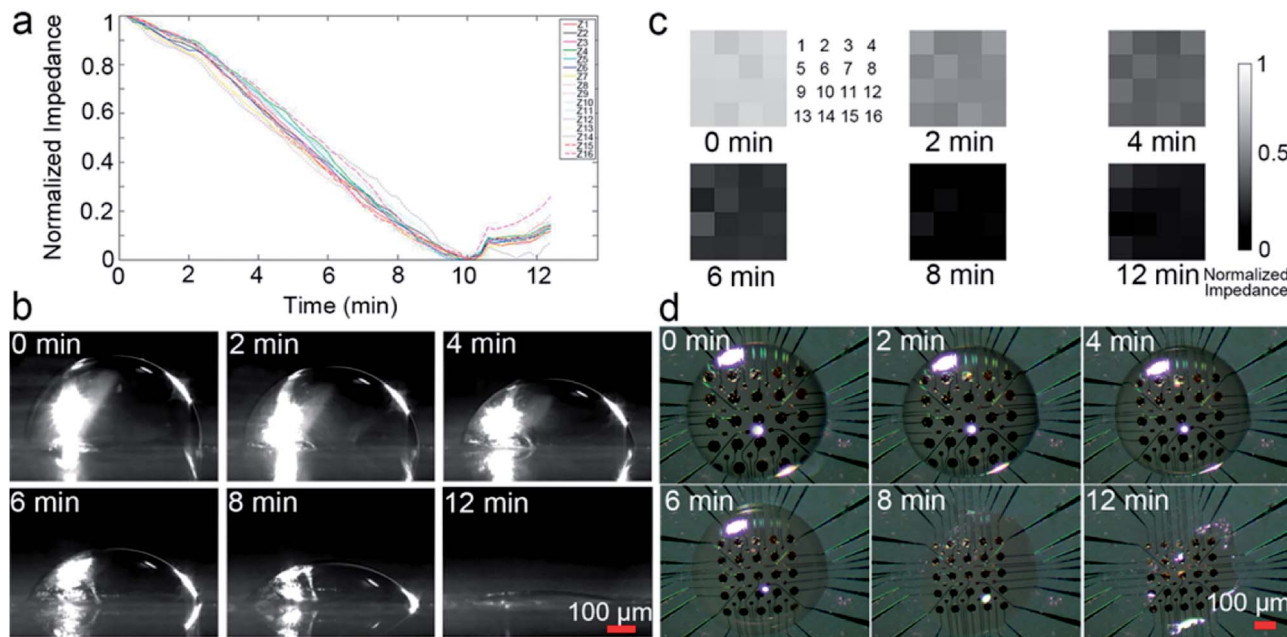 a
Normalized Impedance
1
0.8
0.6
0.4
0.2
0
0 2 4 6 8 10 12
Time (min)
Z1
Z2
Z3
Z4
Z5
Z6
Z7
Z8
Z9
Z10
Z11
Z12
Z13
Z14
Z15
Z16
c
1 2 3 4
5 6 7 8
9 10 11 12
13 14 15 16
0 min 2 min 4 min
6 min 8 min 12 min
1
0.5
0
Normalized
Impedance
b
0 min 2 min 4 min
6 min 8 min 12 min
100 µm
d
0 min 2 min 4 min
6 min 8 min 12 min
100 µm